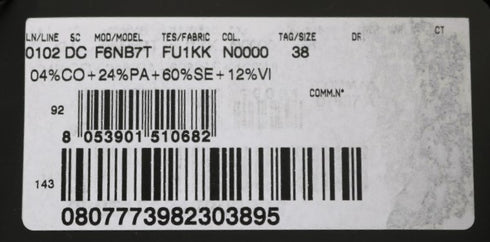 LN/LINE SC MOD/MODEL TES/FABRIC COL. TAG/SIZE DR CT
0102 DC F6NB7T FU1KK N0000 38
04%CO+24%PA+60%SE+12%VI
COMM.N°
92
8 053901 510682
143
0807773982303895